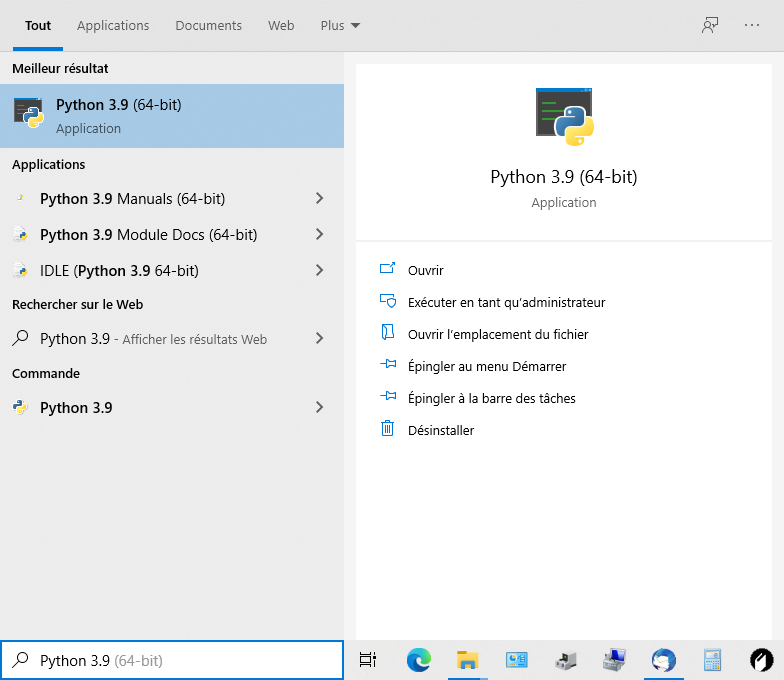 Tout Applications Documents Web Plus
Meilleur résultat
Python 3.9 (64-bit)
Application
Applications
Python 3.9 Manuals (64-bit)
Python 3.9 Module Docs (64-bit)
IDLE (Python 3.9 64-bit)
Rechercher sur le Web
Python 3.9 - Afficher les résultats Web
Commande
Python 3.9
Python 3.9 (64-bit)
Application
Ouvrir
Exécuter en tant qu’administrateur
Ouvrir l’emplacement du fichier
Épingler au menu Démarrer
Épingler à la barre des tâches
Désinstaller
Python 3.9 (64-bit)